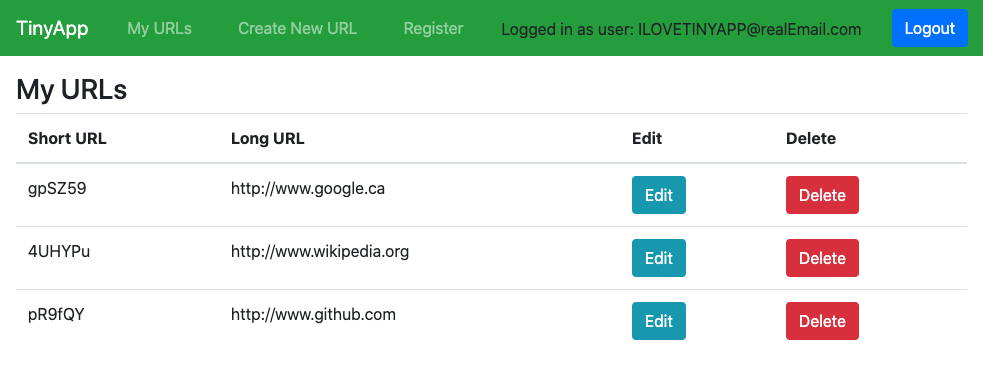 TinyApp My URLs Create New URL Register Logged in as user: ILOVETINYAPP@realEmail.com Logout
My URLs
Short URL Long URL Edit Delete
gpSZ59 http://www.google.ca Edit Delete
4UHYPu http://www.wikipedia.org Edit Delete
pR9fQY http://www.github.com Edit Delete